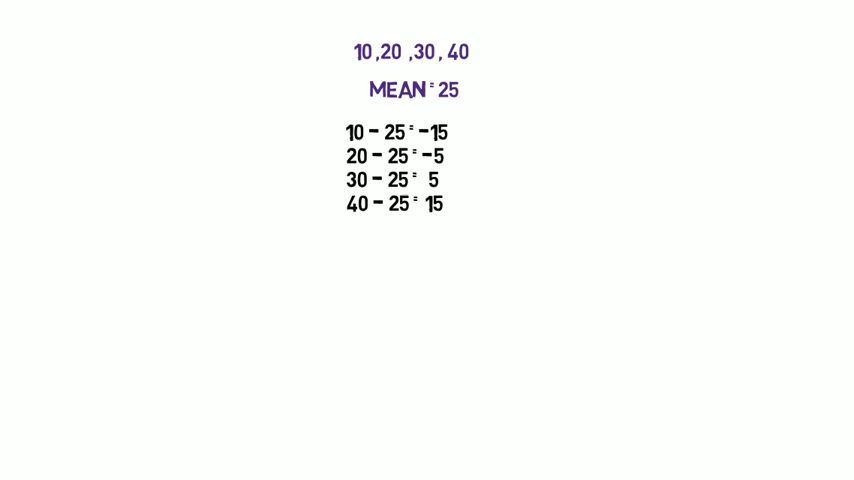 10 ,20 ,30 , 40
MEAN = 25
10 - 25 = -15
20 - 25 = -5
30 - 25 = 5
40 - 25 = 15